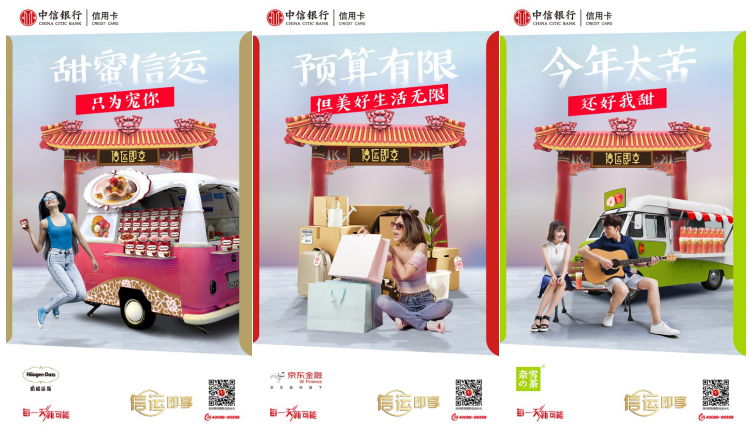 中信银行 信用卡
CHINA CITIC BANK CREDIT CARD
甜蜜信运
只为宠你
信运即享
Häagen-Dazs
每一天新可能
信运即享
中信银行 信用卡
CHINA CITIC BANK CREDIT CARD
预算有限
但美好生活无限
信运即享
京东金融
JD Finance
每一天新可能
信运即享
中信银行 信用卡
CHINA CITIC BANK CREDIT CARD
今年太苦
还好我甜
信运即享
奈雪の茶
每一天新可能
信运即享